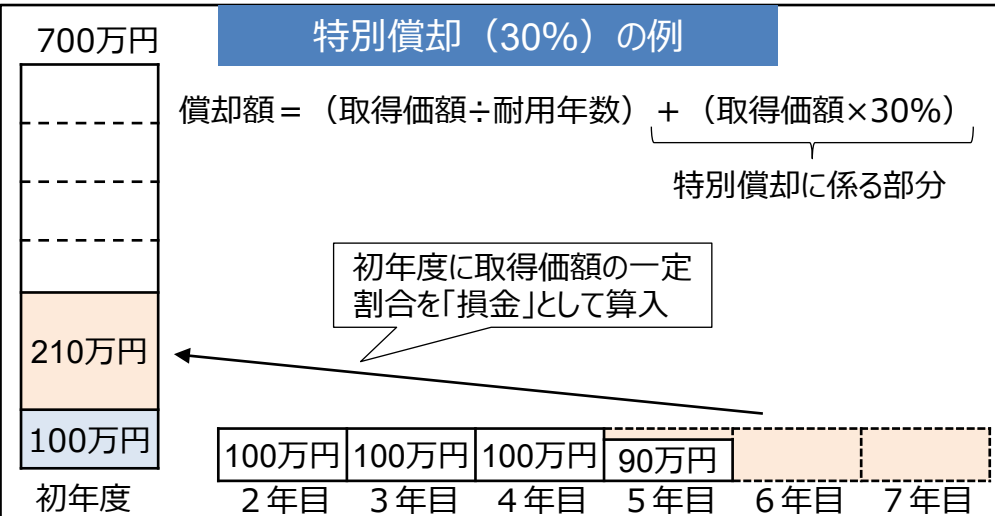 特別償却（30%）の例
700万円
償却額＝（取得価額÷耐用年数）＋（取得価額×30%）
特別償却に係る部分
初年度に取得価額の一定
割合を「損金」として算入
210万円
100万円
100万円 100万円 100万円 90万円
初年度 ２年目 ３年目 ４年目 ５年目 ６年目 ７年目